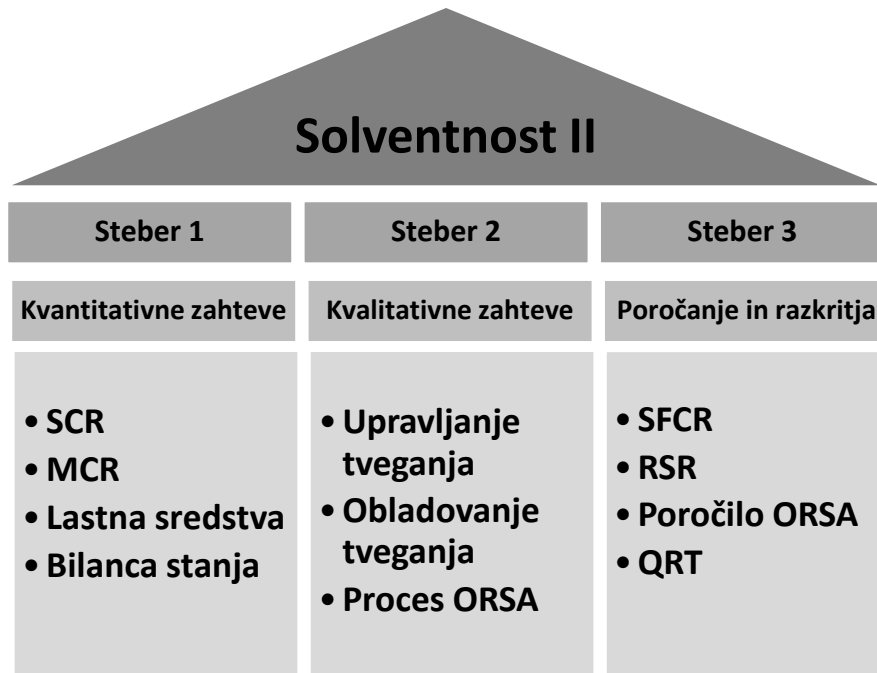 Solventnost II
Steber 1
Steber 2
Steber 3
Kvantitativne zahteve
Kvalitativne zahteve
Poročanje in razkritja
• SCR
• MCR
• Lastna sredstva
• Bilanca stanja
• Upravljanje
tveganja
• Obladovanje
tveganja
• Proces ORSA
• SFCR
• RSR
• Poročilo ORSA
• QRT